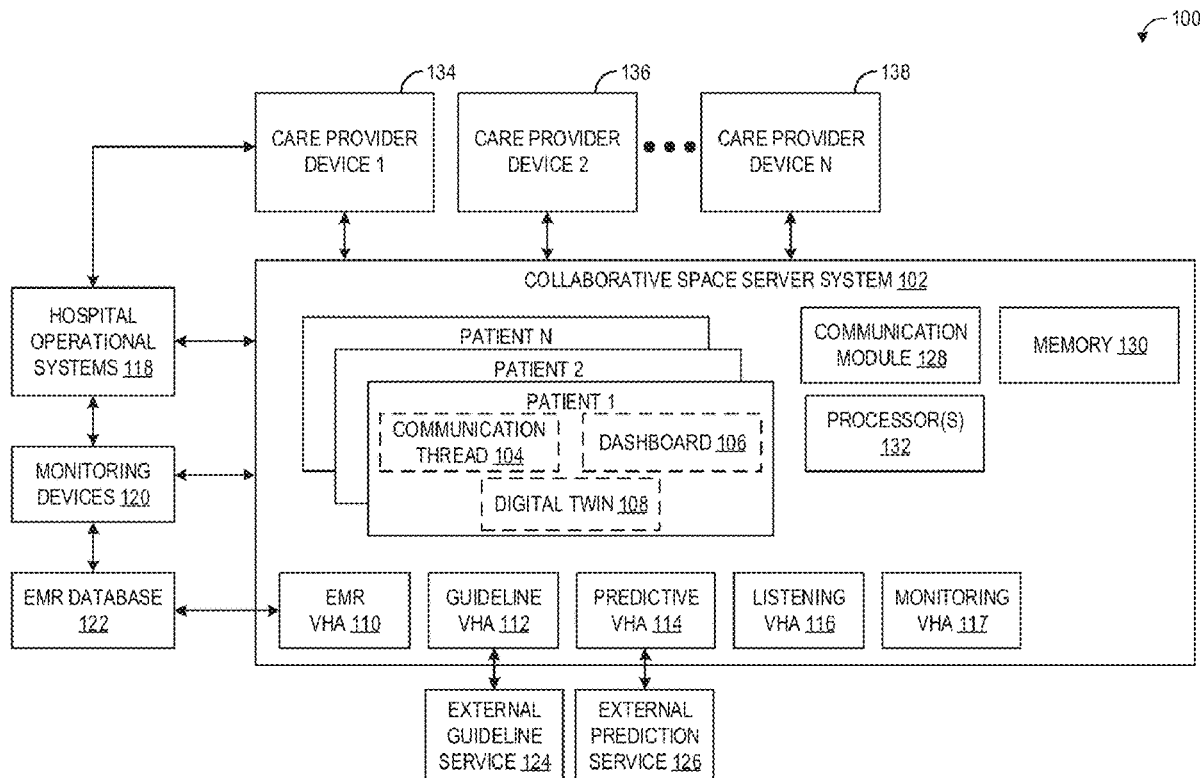 100
134
136
138
CARE PROVIDER
DEVICE 1
CARE PROVIDER
DEVICE 2
CARE PROVIDER
DEVICE N
COLLABORATIVE SPACE SERVER SYSTEM 102
HOSPITAL
OPERATIONAL
SYSTEMS 118
MONITORING
DEVICES 120
EMR DATABASE
122
PATIENT N
PATIENT 2
PATIENT 1
COMMUNICATION
THREAD 104
DASHBOARD 106
DIGITAL TWIN 108
COMMUNICATION
MODULE 128
MEMORY 130
PROCESSOR(S)
132
EMR
VHA 110
GUIDELINE
VHA 112
PREDICTIVE
VHA 114
LISTENING
VHA 116
MONITORING
VHA 117
EXTERNAL
GUIDELINE
SERVICE 124
EXTERNAL
PREDICTION
SERVICE 126